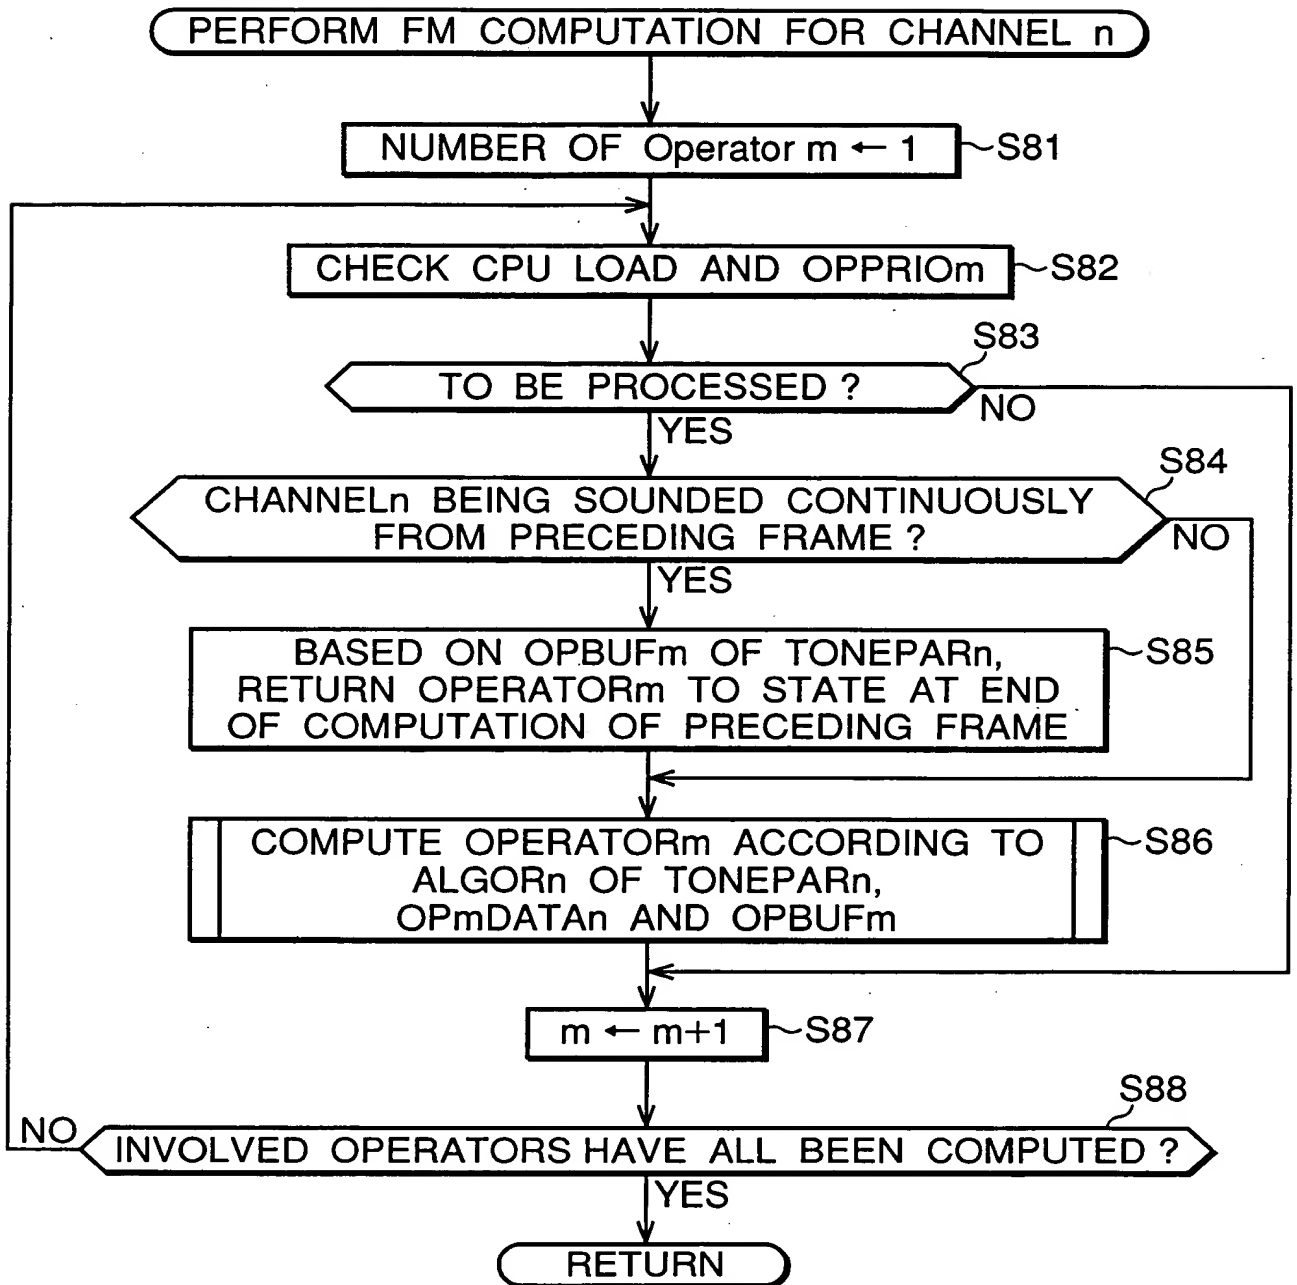 PERFORM FM COMPUTATION FOR CHANNEL n
NUMBER OF Operator m ← 1
S81
CHECK CPU LOAD AND OPPRIOm
S82
S83
TO BE PROCESSED ?
NO
YES
S84
CHANNELn BEING SOUNDED CONTINUOUSLY
FROM PRECEDING FRAME ?
NO
YES
BASED ON OPBUFm OF TONEPARn,
RETURN OPERATORm TO STATE AT END
OF COMPUTATION OF PRECEDING FRAME
S85
COMPUTE OPERATORm ACCORDING TO
ALGORn OF TONEPARn,
OPmDATAn AND OPBUFm
S86
m ← m+1
S87
S88
NO
INVOLVED OPERATORS HAVE ALL BEEN COMPUTED ?
YES
RETURN